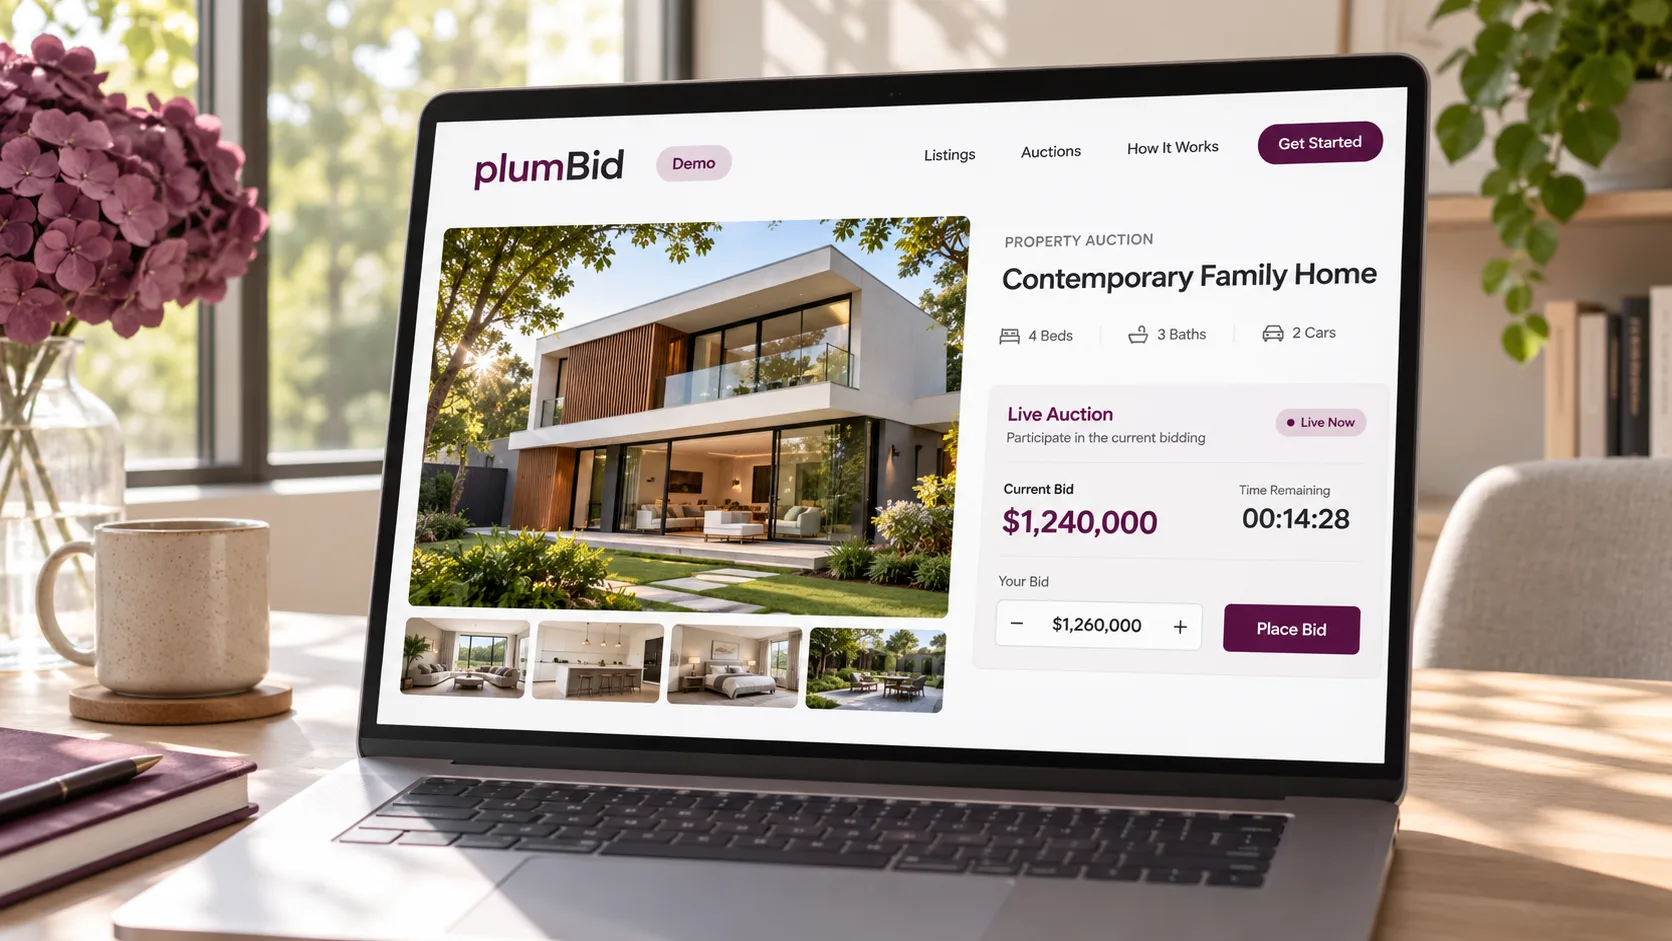 plumBid
Demo
Listings
Auctions
How It Works
Get Started
PROPERTY AUCTION
Contemporary Family Home
4 Beds
3 Baths
2 Cars
Live Auction
Live Now
Participate in the current bidding
Current Bid
Time Remaining
$1,240,000
00:14:28
Your Bid
− $1,260,000 +
Place Bid